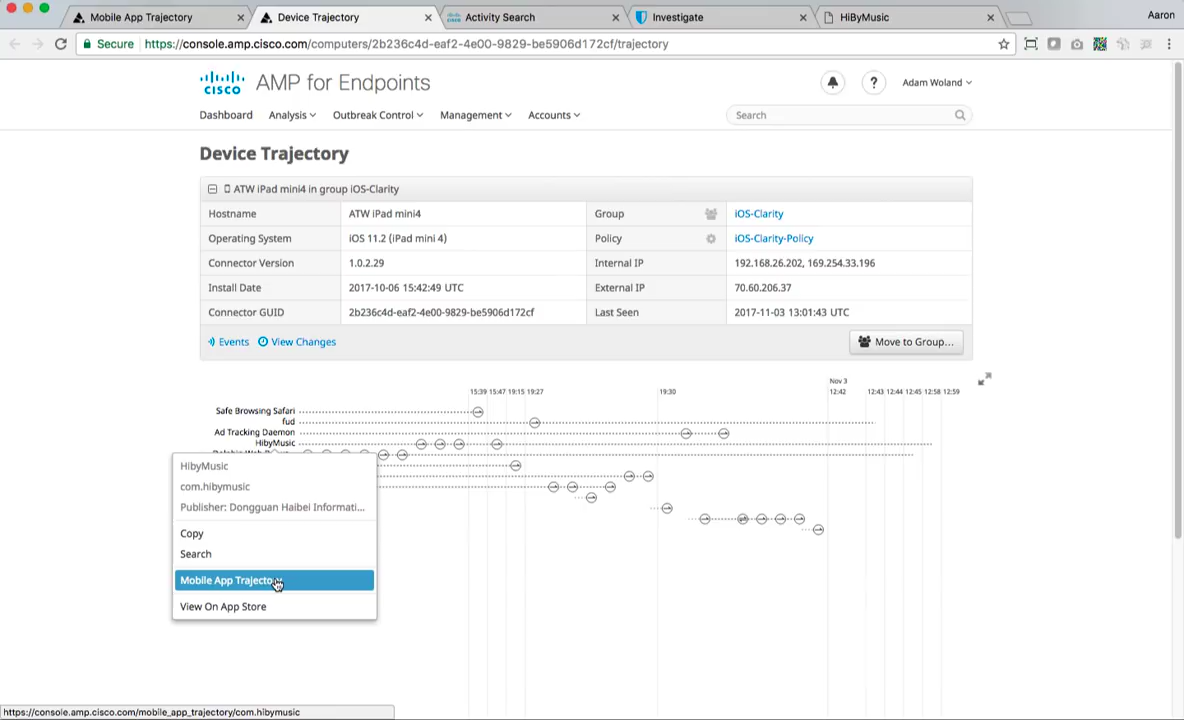 Mobile App Trajectory
Device Trajectory
Activity Search
Investigate
HiByMusic
Aaron
Secure
https://console.amp.cisco.com/computers/2b236c4d-eaf2-4e00-9829-be5906d172cf/trajectory
cisco
AMP for Endpoints
?
Adam Woland
Dashboard
Analysis
Outbreak Control
Management
Accounts
Search
Device Trajectory
ATW iPad mini4 in group iOS-Clarity
Hostname ATW iPad mini4 Group iOS-Clarity
Operating System iOS 11.2 (iPad mini 4) Policy iOS-Clarity-Policy
Connector Version 1.0.2.29 Internal IP 192.168.26.202, 169.254.33.196
Install Date 2017-10-06 15:42:49 UTC External IP 70.60.206.37
Connector GUID 2b236c4d-eaf2-4e00-9829-be5906d172cf Last Seen 2017-11-03 13:01:43 UTC
Events View Changes Move to Group...
Nov 3
15:39 15:47 19:15 19:27 19:30 12:42 12:43 12:44 12:45 12:58 12:59
Safe Browsing Safari
fud
Ad Tracking Daemon
HibyMusic
HibyMusic
com.hibymusic
Publisher: Dongguan Haibei Informati...
Copy
Search
Mobile App Trajectory
View On App Store
https://console.amp.cisco.com/mobile_app_trajectory/com.hibymusic